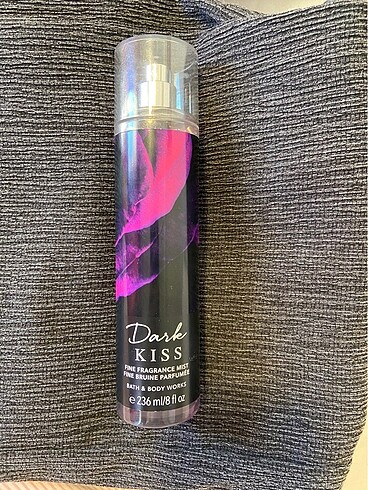 Dark
KISS
FINE FRAGRANCE MIST
FINE BRUINE PARFUMÉE
BATH & BODY WORKS
℮ 236 ml/8 fl oz